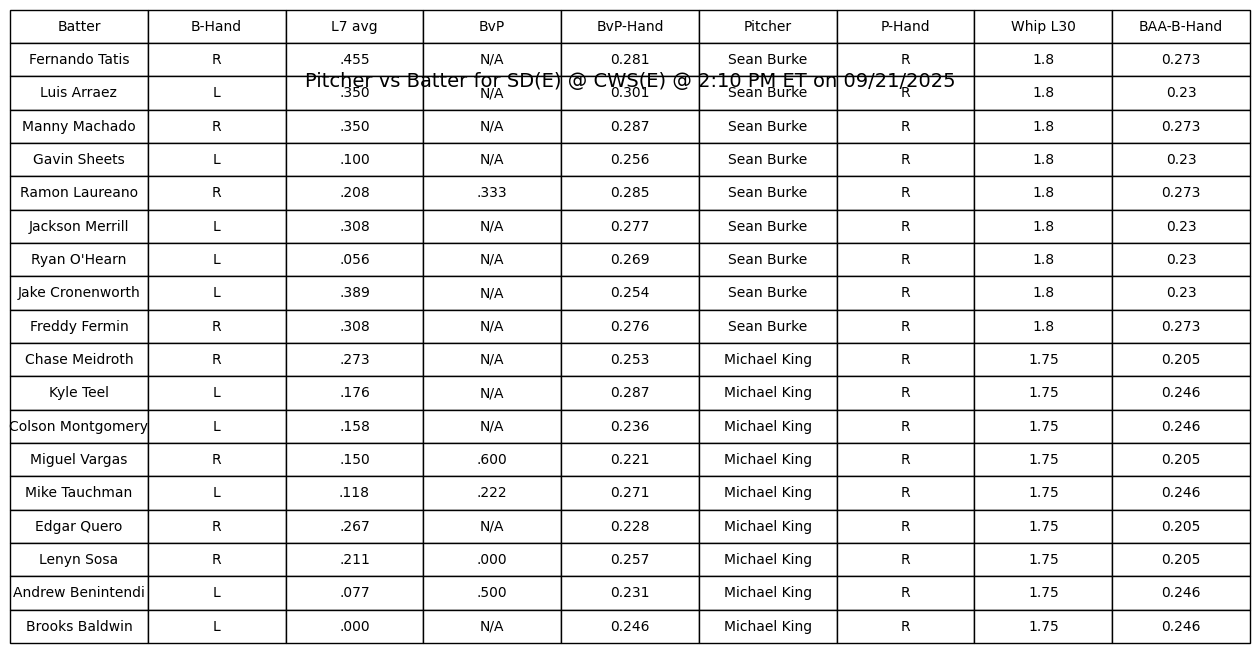 Batter B-Hand L7 avg BvP BvP-Hand Pitcher P-Hand Whip L30 BAA-B-Hand
Fernando Tatis R .455 N/A 0.281 Sean Burke R 1.8 0.273
Pitcher vs Batter for SD(E) @ CWS(E) @ 2:10 PM ET on 09/21/2025
Luis Arraez L .350 N/A 0.301 Sean Burke R 1.8 0.23
Manny Machado R .350 N/A 0.287 Sean Burke R 1.8 0.273
Gavin Sheets L .100 N/A 0.256 Sean Burke R 1.8 0.23
Ramon Laureano R .208 .333 0.285 Sean Burke R 1.8 0.273
Jackson Merrill L .308 N/A 0.277 Sean Burke R 1.8 0.23
Ryan O'Hearn L .056 N/A 0.269 Sean Burke R 1.8 0.23
Jake Cronenworth L .389 N/A 0.254 Sean Burke R 1.8 0.23
Freddy Fermin R .308 N/A 0.276 Sean Burke R 1.8 0.273
Chase Meidroth R .273 N/A 0.253 Michael King R 1.75 0.205
Kyle Teel L .176 N/A 0.287 Michael King R 1.75 0.246
Colson Montgomery L .158 N/A 0.236 Michael King R 1.75 0.246
Miguel Vargas R .150 .600 0.221 Michael King R 1.75 0.205
Mike Tauchman L .118 .222 0.271 Michael King R 1.75 0.246
Edgar Quero R .267 N/A 0.228 Michael King R 1.75 0.205
Lenyn Sosa R .211 .000 0.257 Michael King R 1.75 0.205
Andrew Benintendi L .077 .500 0.231 Michael King R 1.75 0.246
Brooks Baldwin L .000 N/A 0.246 Michael King R 1.75 0.246